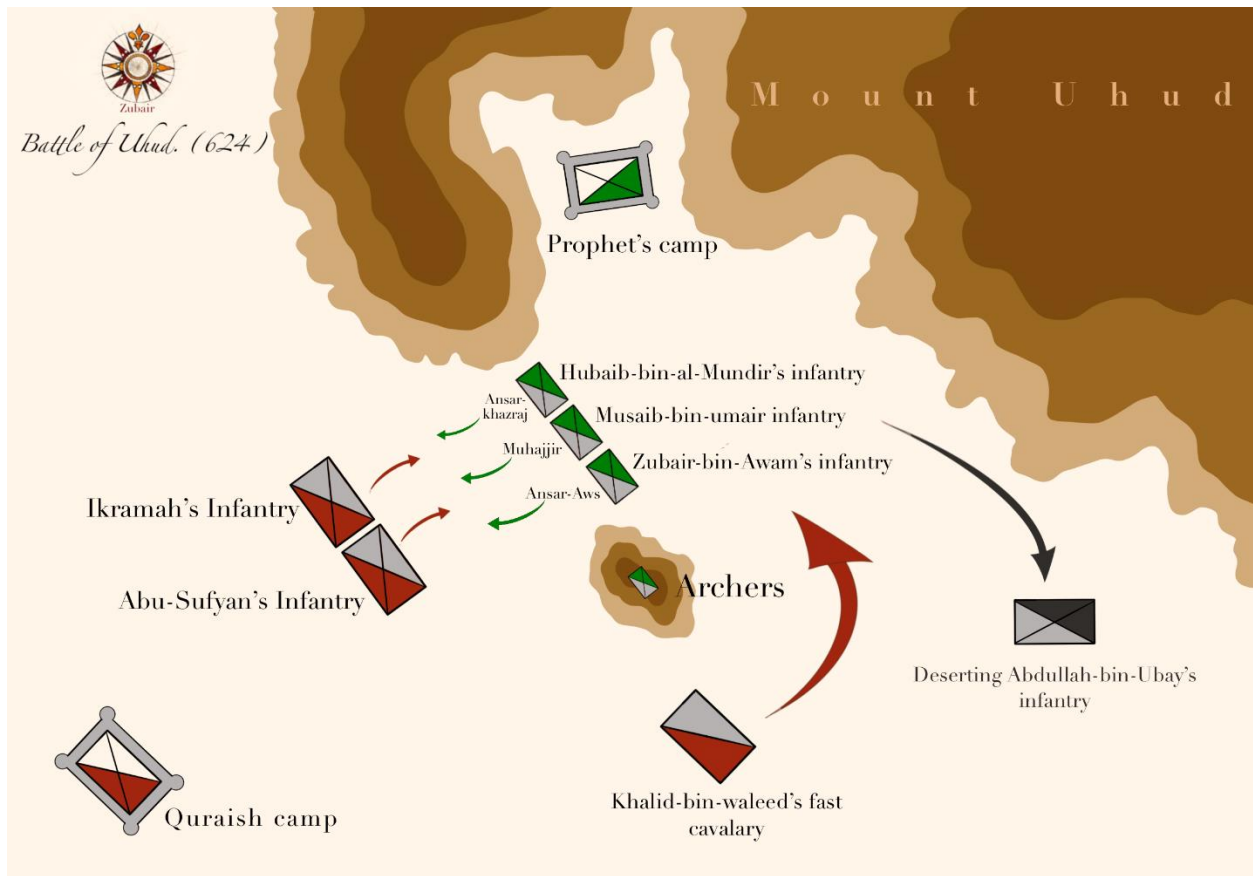 Zubair
Battle of Uhud. (624)
Mount Uhud
Prophet's camp
Hubaib-bin-al-Mundir's infantry
Ansar-
khazraj
Musaib-bin-umair infantry
Muhajjir
Zubair-bin-Awam's infantry
Ansar-Aws
Ikramah's Infantry
Abu-Sufyan's Infantry
Archers
Deserting Abdullah-bin-Ubay's
infantry
Khalid-bin-waleed's fast
cavalary
Quraish camp